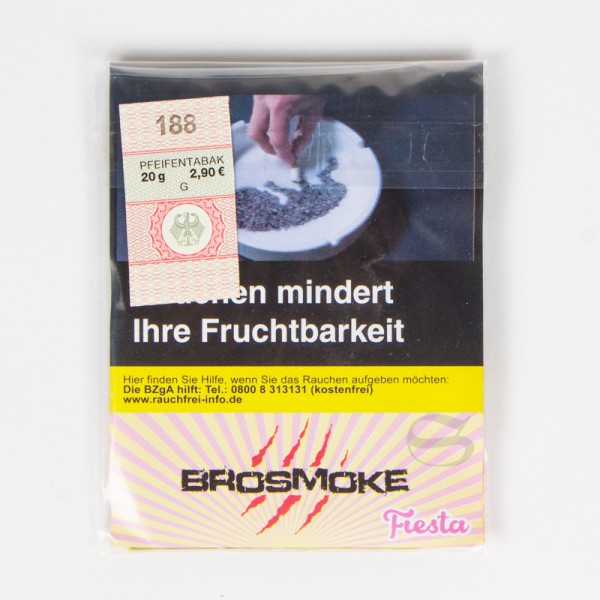 188
PFEIFENTABAK
20 g 2,90 €
G
mindert
Ihre Fruchtbarkeit
Hier finden Sie Hilfe, wenn Sie das Rauchen aufgeben möchten:
Die BZgA hilft: Tel.: 0800 8 313131 (kostenfrei)
www.rauchfrei-info.de
S
BROSMOKE
Fiesta